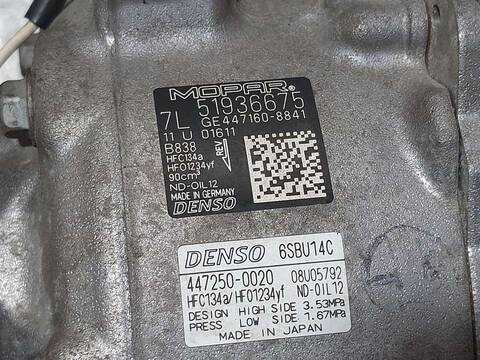 MOPAR
7L 51936675
GE447160-8841
11 U 01611
B838
HFC134a
HFO1234yf
90cm³
ND-OIL12
MADE IN GERMANY
DENSO
REV
DENSO 6SBU14C
447250-0020 08U05792
HFC134a/HFO1234yf ND-OIL12
DESIGN HIGH SIDE 3.53MPa
PRESS LOW SIDE 1.67MPa
MADE IN JAPAN